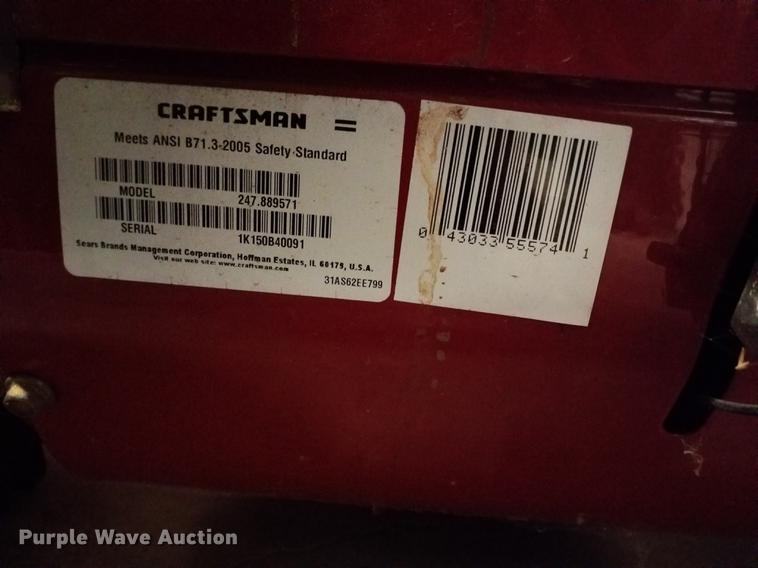 CRAFTSMAN
Meets ANSI B71.3-2005 Safety Standard
MODEL 247.889571
SERIAL 1K150B40091
Sears Brands Management Corporation, Hoffman Estates, IL 60179, U.S.A.
Visit our web site: www.craftsman.com
31AS62EE799
0 43033 55574 1
Purple Wave Auction